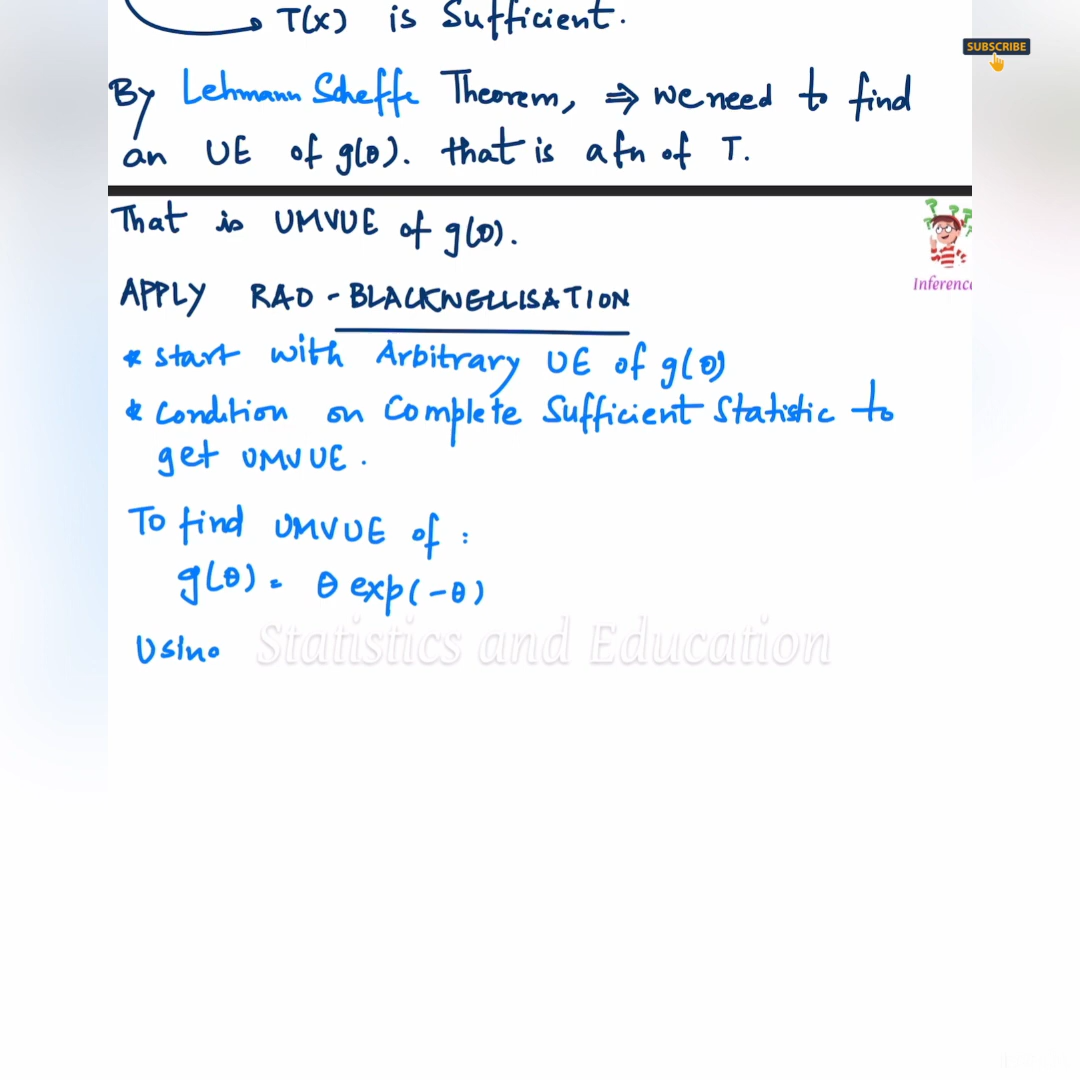 T(x) is Sufficient.
SUBSCRIBE
By Lehmann Scheffe Theorem, ⇒ we need to find
an UE of g(θ). that is a fn of T.
That is UMVUE of g(θ).
Inference
APPLY RAO - BLACKWELLISATION
* start with Arbitrary UE of g(θ)
* Condition on Complete Sufficient Statistic to
get UMVUE.
To find UMVUE of :
g(θ) = θ exp(-θ)
Statistics and Education